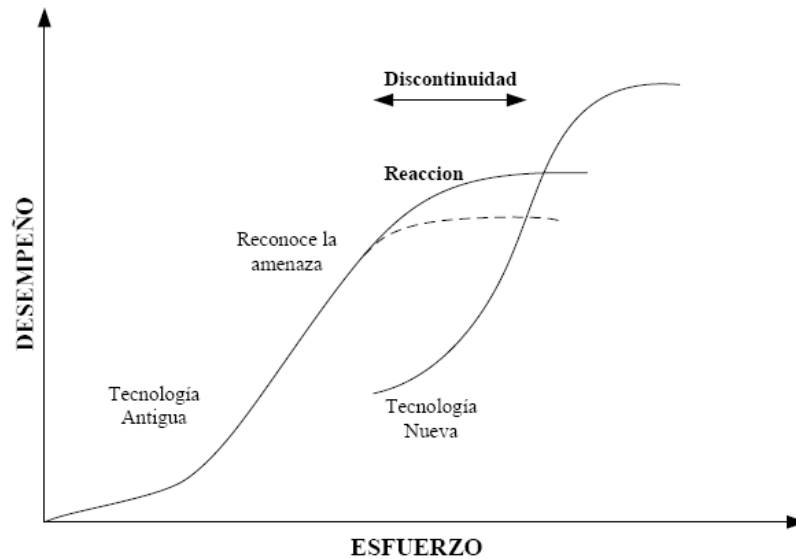 Discontinuidad
Reaccion
Reconoce la
amenaza
DESEMPEÑO
Tecnología
Antigua
Tecnología
Nueva
ESFUERZO